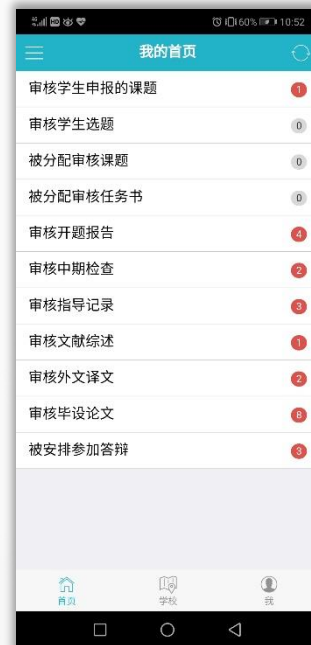 60% 10:52
我的首页
审核学生申报的课题 1
审核学生选题 0
被分配审核课题 0
被分配审核任务书 0
审核开题报告 4
审核中期检查 2
审核指导记录 3
审核文献综述 1
审核外文译文 2
审核毕设论文 8
被安排参加答辩 3
首页 学校 我